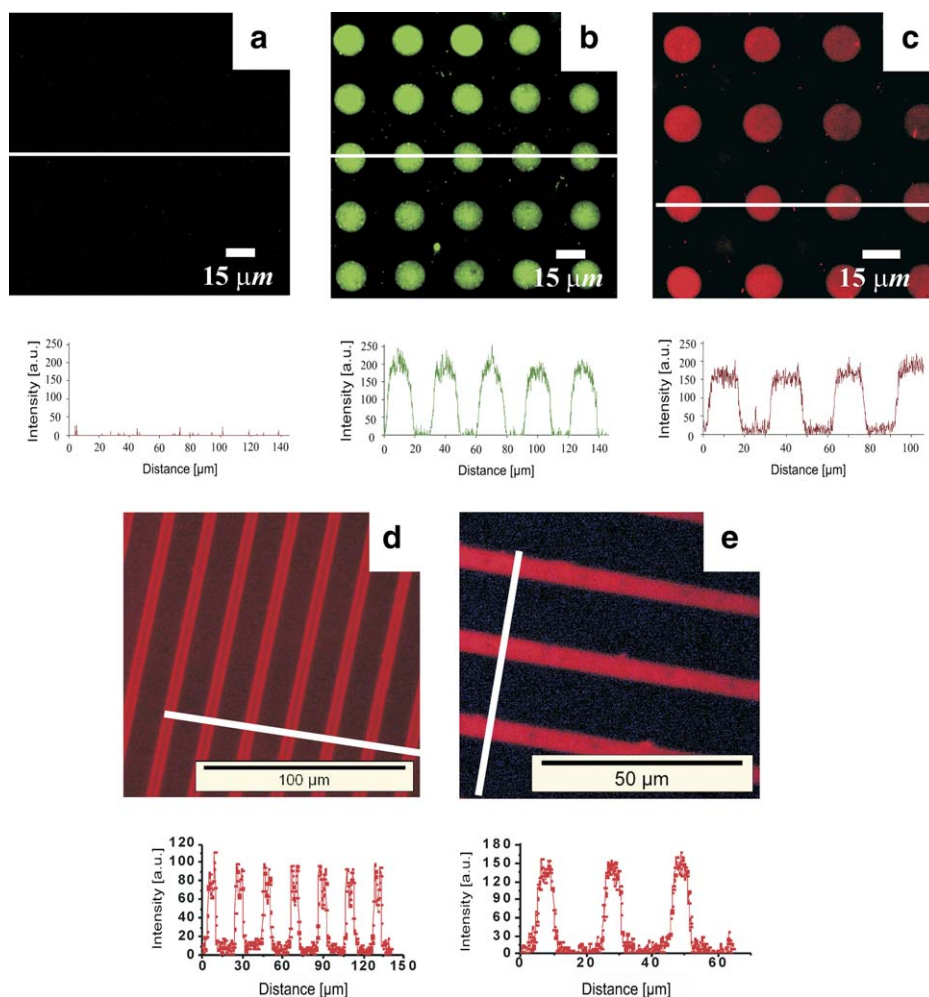 a
b
c
15 μm
15 μm
15 μm
Intensity [a.u.]
250
200
150
100
50
0
0 20 40 60 80 100 120 140
Distance [μm]
Intensity [a.u.]
250
200
150
100
50
0
0 20 40 60 80 100 120 140
Distance [μm]
Intensity [a.u.]
250
200
150
100
50
0
0 20 40 60 80 100
Distance [μm]
d
e
100 μm
50 μm
Intensity [a.u.]
120
100
80
60
40
20
0
0 30 60 90 120 150
Distance [μm]
Intensity [a.u.]
180
150
120
90
60
30
0
0 20 40 60
Distance [μm]